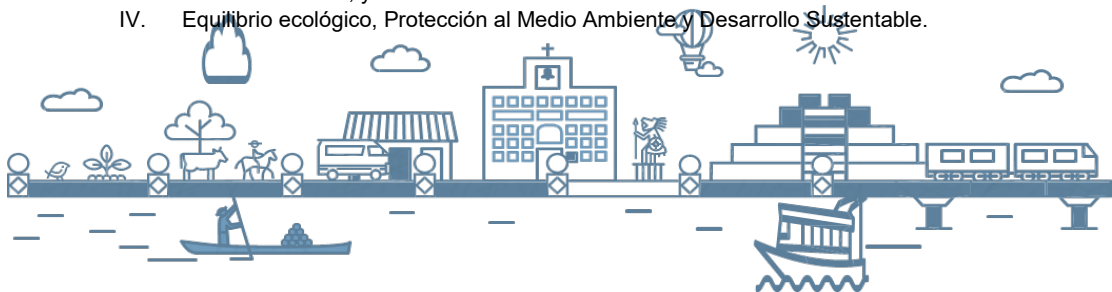 IV. Equilibrio ecológico, Protección al Medio Ambiente y Desarrollo Sustentable.